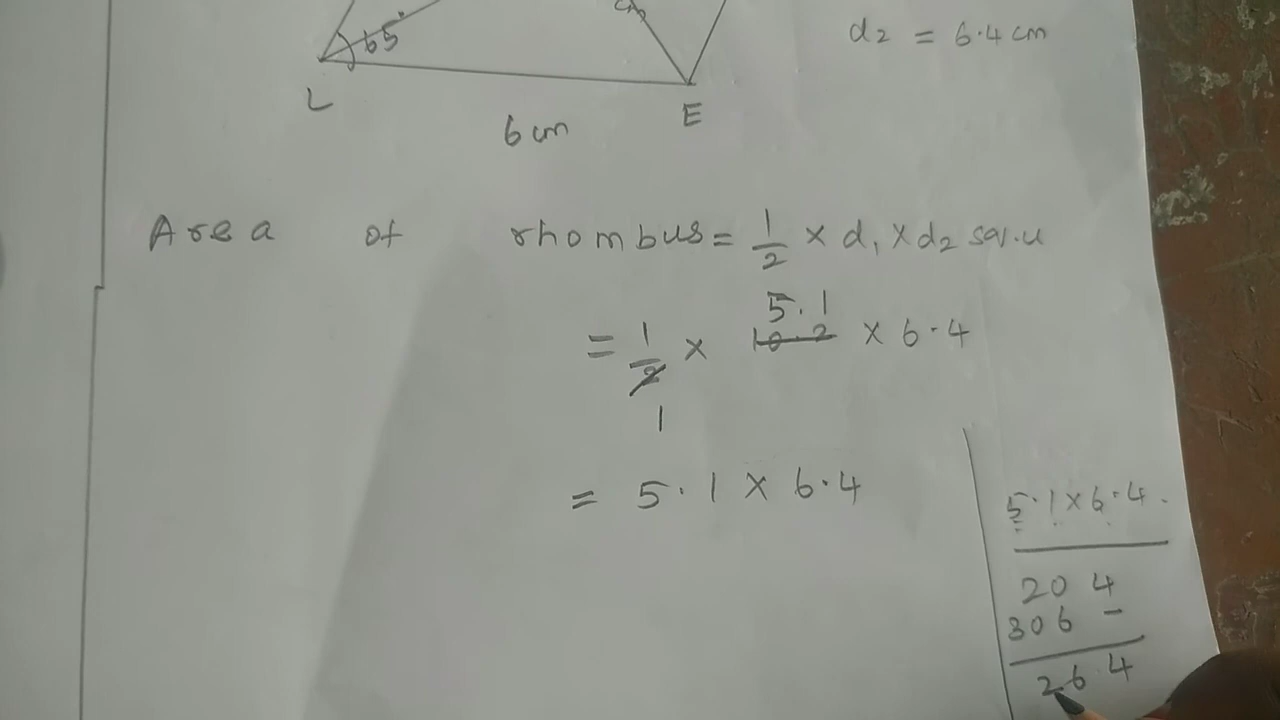 65°
cm
d2 = 6.4 cm
L
E
6 cm
Area of rhombus = 1/2 × d1 × d2 sq.u
5.1
= 1/2 × 10.2 × 6.4
1
= 5.1 × 6.4
5.1 × 6.4
204
306 -
264